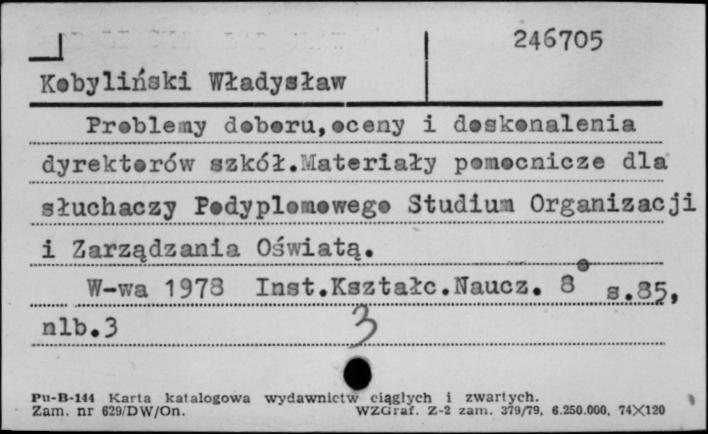 246705
Kobyliński Władysław
Problemy doboru,oceny i doskonalenia
dyrektorów szkół.Materiały pomocnicze dla
słuchaczy Podyplomowego Studium Organizacji
i Zarządzania Oświatą.
W-wa 1978 Inst.Kształc.Naucz. 8° s.85,
nlb.3
3
Pu-B-144 Karta katalogowa wydawnictw ciągłych i zwartych.
Zam. nr 629/DW/On. WZGraf. Z-2 zam. 379/79, 6.250.000, 74X120